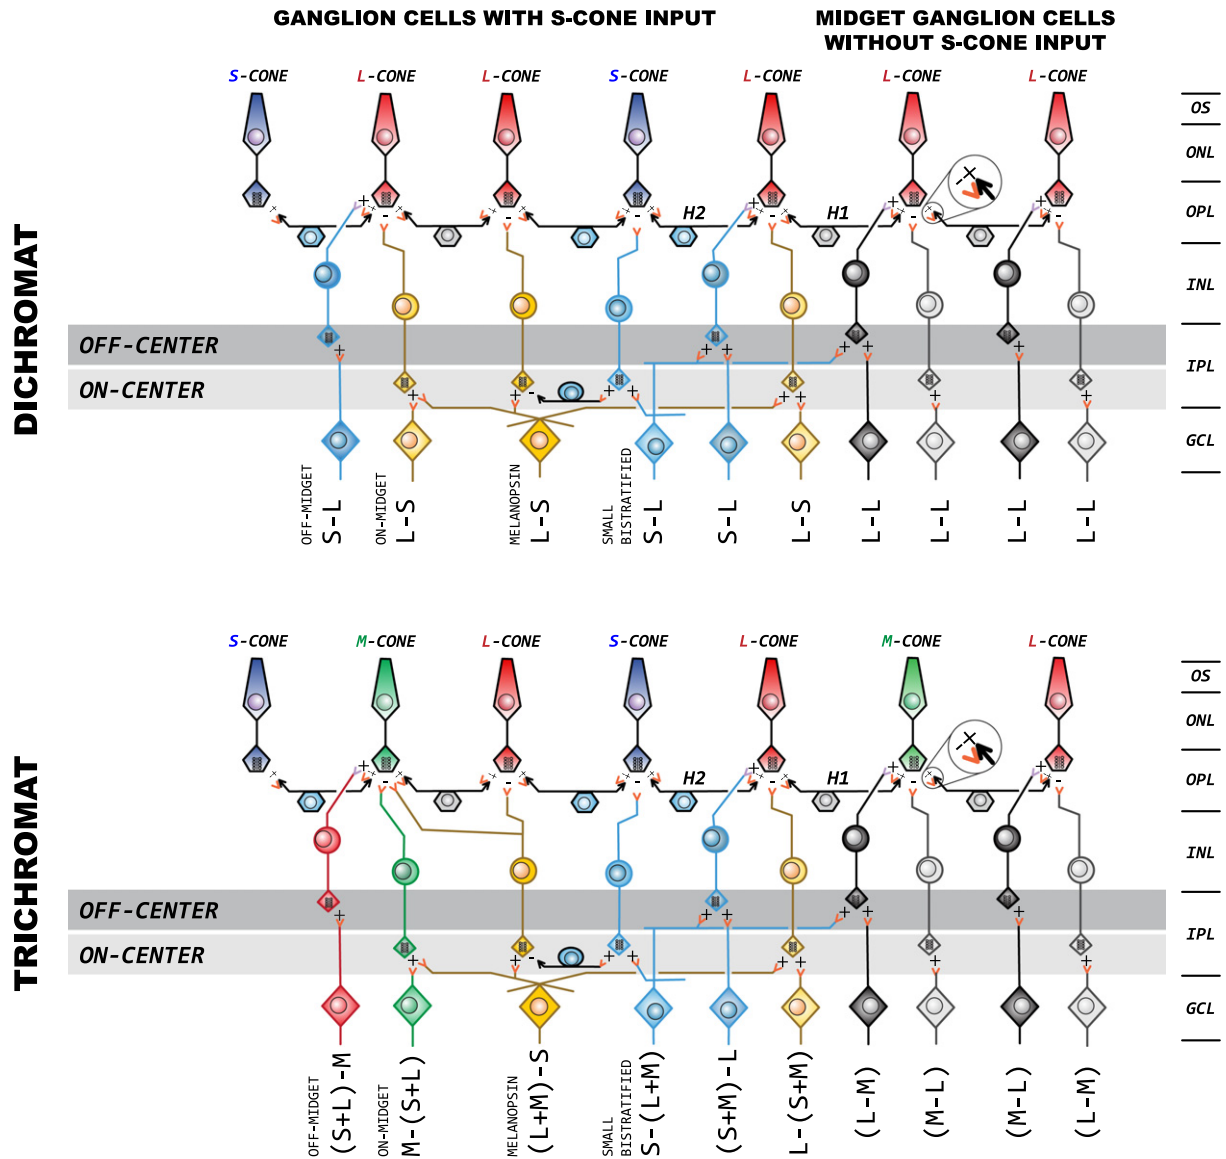 GANGLION CELLS WITH S-CONE INPUT
MIDGET GANGLION CELLS
WITHOUT S-CONE INPUT
DICHROMAT
S-CONE
L-CONE
L-CONE
S-CONE
L-CONE
L-CONE
L-CONE
OS
ONL
OPL
INL
IPL
GCL
H2
H1
OFF-CENTER
ON-CENTER
OFF-MIDGET
S-L
ON-MIDGET
L-S
MELANOPSIN
L-S
SMALL
BISTRATIFIED
S-L
S-L
L-S
L-L
L-L
L-L
L-L
TRICHROMAT
S-CONE
M-CONE
L-CONE
S-CONE
L-CONE
M-CONE
L-CONE
OS
ONL
OPL
INL
IPL
GCL
H2
H1
OFF-CENTER
ON-CENTER
OFF-MIDGET
(S+L)-M
ON-MIDGET
M-(S+L)
MELANOPSIN
(L+M)-S
SMALL
BISTRATIFIED
S-(L+M)
(S+M)-L
L-(S+M)
(L-M)
(M-L)
(M-L)
(L-M)